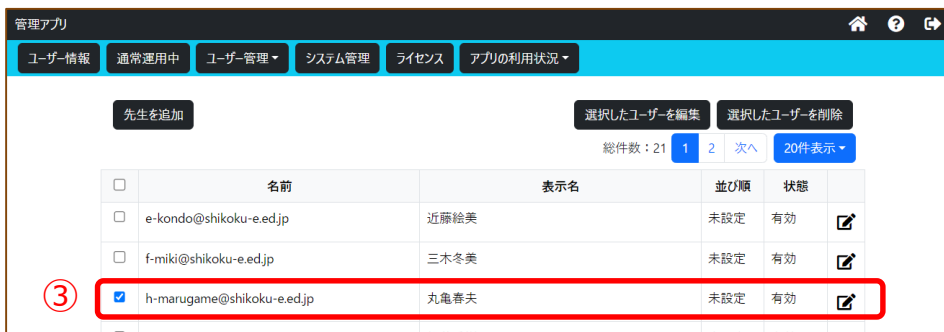 管理アプリ
ユーザー情報 通常運用中 ユーザー管理 システム管理 ライセンス アプリの利用状況
先生を追加 選択したユーザーを編集 選択したユーザーを削除
総件数：21 1 2 次へ 20件表示
名前 表示名 並び順 状態
e-kondo@shikoku-e.ed.jp 近藤絵美 未設定 有効
f-miki@shikoku-e.ed.jp 三木冬美 未設定 有効
③ h-marugame@shikoku-e.ed.jp 丸亀春夫 未設定 有効